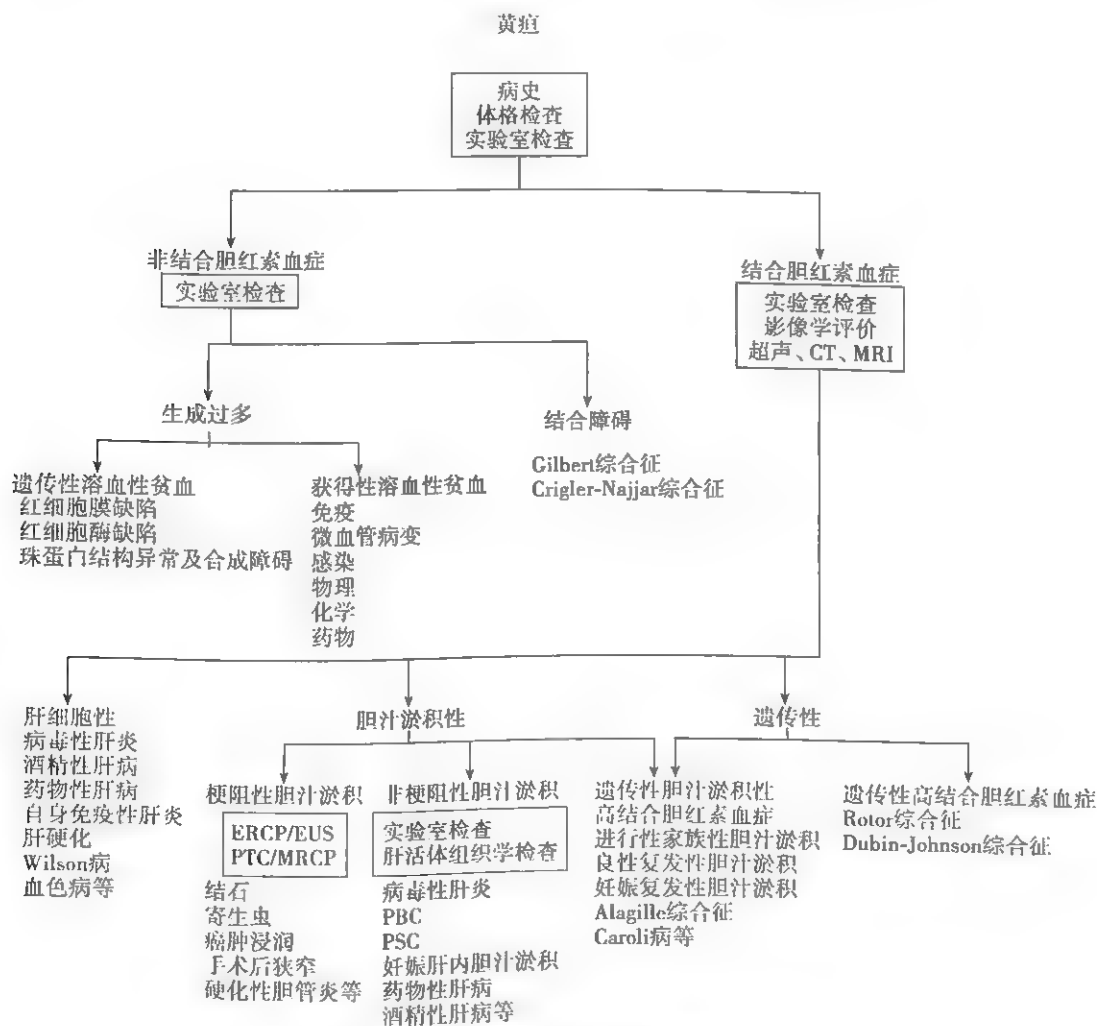 黄疸
病史
体格检查
实验室检查
非结合胆红素血症
实验室检查
结合胆红素血症
实验室检查
影像学评价
超声、CT、MRI
生成过多
结合障碍
Gilbert综合征
Crigler-Najjar综合征
遗传性溶血性贫血
红细胞膜缺陷
红细胞酶缺陷
珠蛋白结构异常及合成障碍
获得性溶血性贫血
免疫
微血管病变
感染
物理
化学
药物
肝细胞性
病毒性肝炎
酒精性肝病
药物性肝病
自身免疫性肝炎
肝硬化
Wilson病
血色病等
胆汁淤积性
梗阻性胆汁淤积
ERCP/EUS
PTC/MRCP
结石
寄生虫
癌肿浸润
手术后狭窄
硬化性胆管炎等
非梗阻性胆汁淤积
实验室检查
肝活体组织学检查
病毒性肝炎
PBC
PSC
妊娠肝内胆汁淤积
药物性肝病
酒精性肝病等
遗传性
遗传性胆汁淤积性
高结合胆红素血症
进行性家族性胆汁淤积
良性复发性胆汁淤积
妊娠复发性胆汁淤积
Alagille综合征
Caroli病等
遗传性高结合胆红素血症
Rotor综合征
Dubin-Johnson综合征